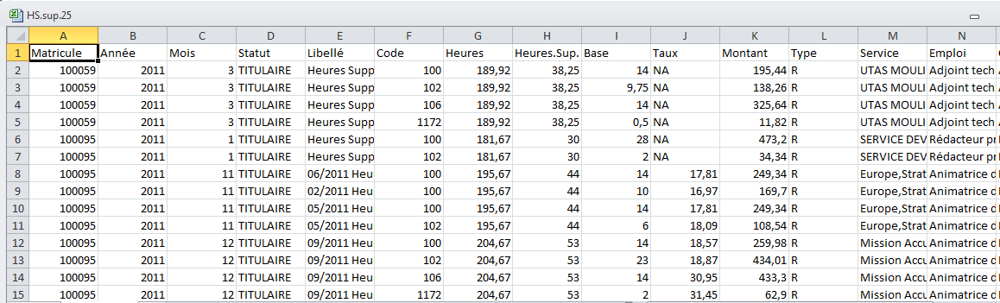 HS.sup.25
A B C D E F G H I J K L M N
1 Matricule Année Mois Statut Libellé Code Heures Heures.Sup. Base Taux Montant Type Service Emploi
2 100059 2011 3 TITULAIRE Heures Supp 100 189,92 38,25 14 NA 195,44 R UTAS MOULI Adjoint tech
3 100059 2011 3 TITULAIRE Heures Supp 102 189,92 38,25 9,75 NA 138,26 R UTAS MOULI Adjoint tech
4 100059 2011 3 TITULAIRE Heures Supp 106 189,92 38,25 14 NA 325,64 R UTAS MOULI Adjoint tech
5 100059 2011 3 TITULAIRE Heures Supp 1172 189,92 38,25 0,5 NA 11,82 R UTAS MOULI Adjoint tech
6 100095 2011 1 TITULAIRE Heures Supp 100 181,67 30 28 NA 473,2 R SERVICE DEV Rédacteur pr
7 100095 2011 1 TITULAIRE Heures Supp 102 181,67 30 2 NA 34,34 R SERVICE DEV Rédacteur pr
8 100095 2011 11 TITULAIRE 06/2011 Heu 100 195,67 44 14 17,81 249,34 R Europe,Strat Animatrice d
9 100095 2011 11 TITULAIRE 02/2011 Heu 100 195,67 44 10 16,97 169,7 R Europe,Strat Animatrice d
10 100095 2011 11 TITULAIRE 05/2011 Heu 100 195,67 44 14 17,81 249,34 R Europe,Strat Animatrice d
11 100095 2011 11 TITULAIRE 05/2011 Heu 102 195,67 44 6 18,09 108,54 R Europe,Strat Animatrice d
12 100095 2011 12 TITULAIRE 09/2011 Heu 100 204,67 53 14 18,57 259,98 R Mission Accu Animatrice d
13 100095 2011 12 TITULAIRE 09/2011 Heu 102 204,67 53 23 18,87 434,01 R Mission Accu Animatrice d
14 100095 2011 12 TITULAIRE 09/2011 Heu 106 204,67 53 14 30,95 433,3 R Mission Accu Animatrice d
15 100095 2011 12 TITULAIRE 09/2011 Heu 1172 204,67 53 2 31,45 62,9 R Mission Accu Animatrice d